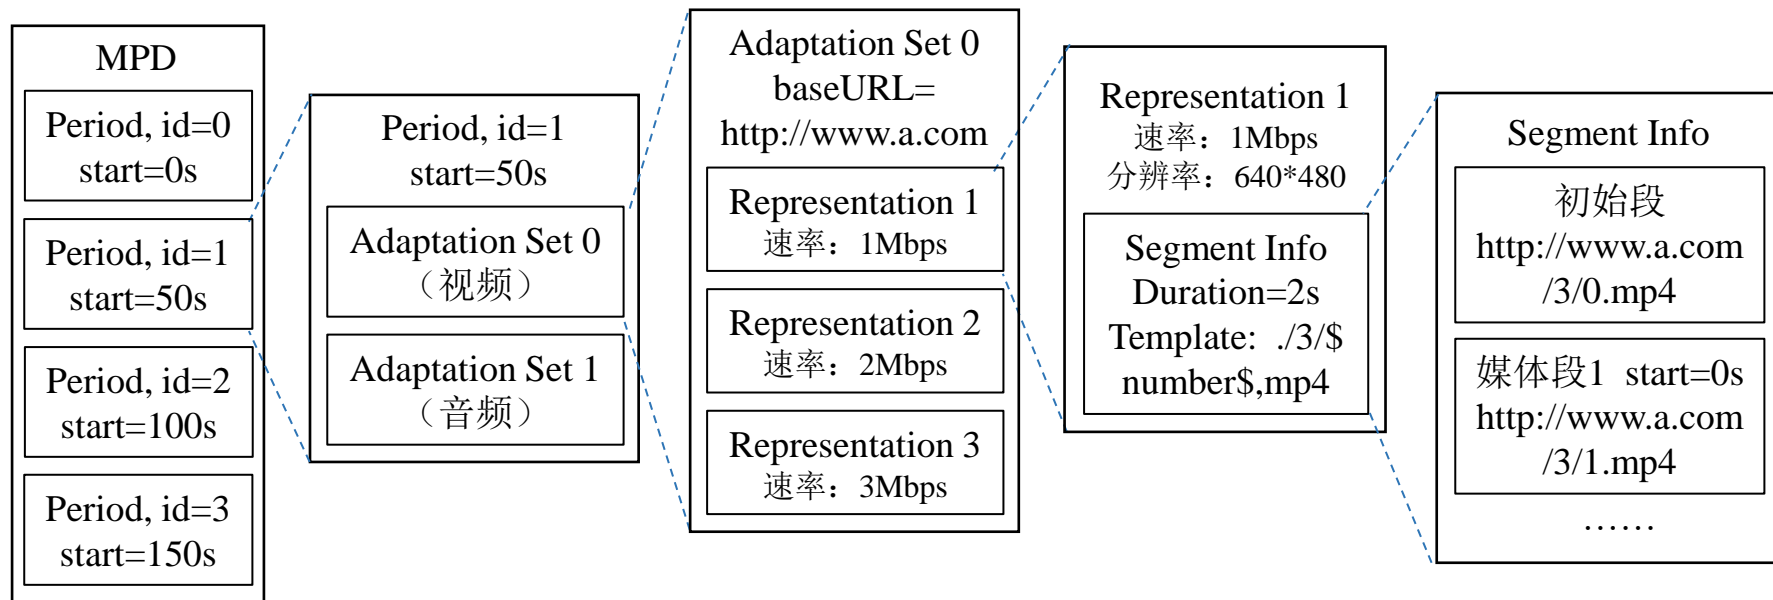 MPD
Period, id=0
start=0s
Period, id=1
start=50s
Period, id=2
start=100s
Period, id=3
start=150s
Period, id=1
start=50s
Adaptation Set 0
（视频）
Adaptation Set 1
（音频）
Adaptation Set 0
baseURL=
http://www.a.com
Representation 1
速率：1Mbps
Representation 2
速率：2Mbps
Representation 3
速率：3Mbps
Representation 1
速率：1Mbps
分辨率：640*480
Segment Info
Duration=2s
Template: ./3/$
number$,mp4
Segment Info
初始段
http://www.a.com
/3/0.mp4
媒体段1 start=0s
http://www.a.com
/3/1.mp4
……